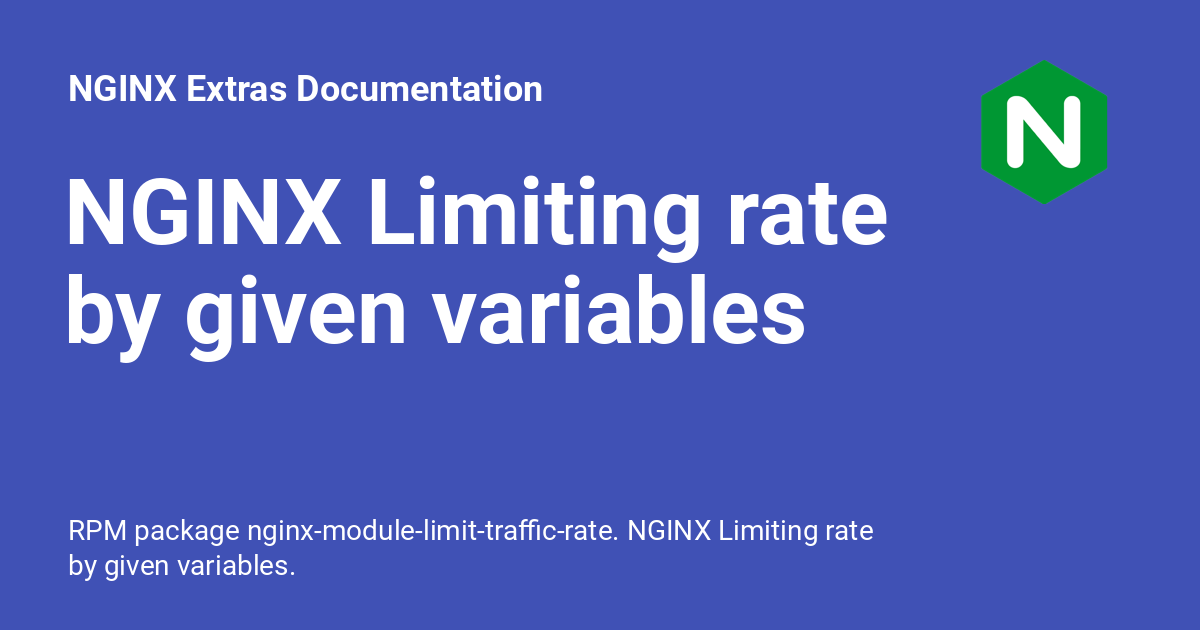 NGINX Extras Documentation
N
NGINX Limiting rate
by given variables
RPM package nginx-module-limit-traffic-rate. NGINX Limiting rate
by given variables.